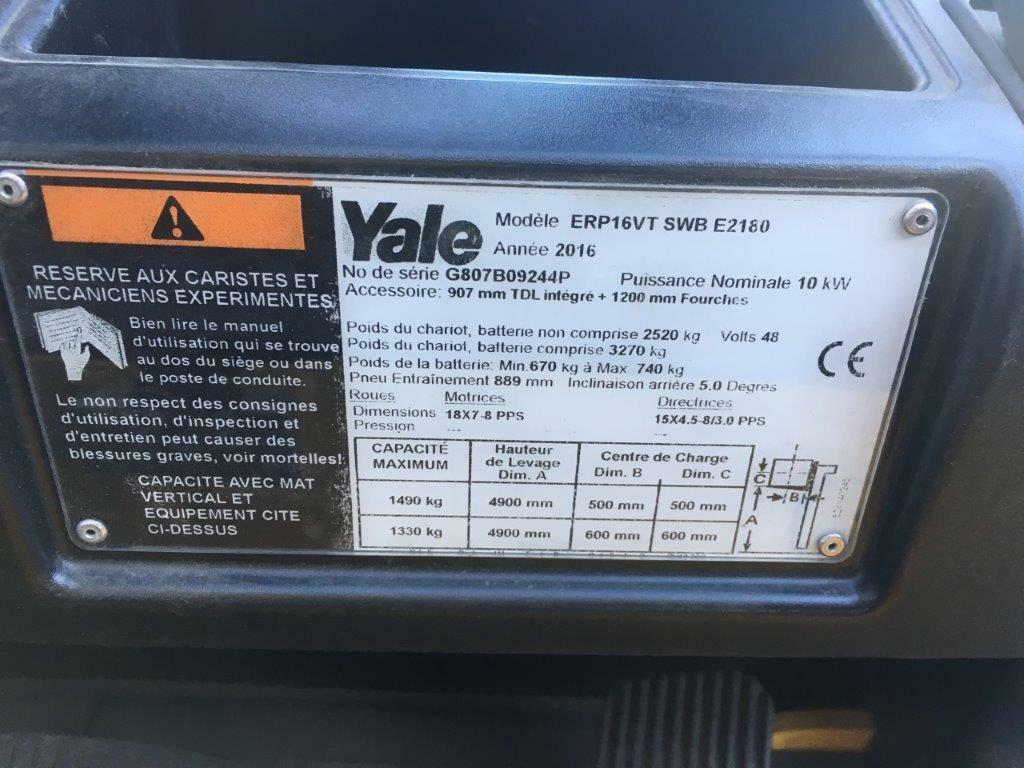 RESERVE AUX CARISTES ET
MECANICIENS EXPERIMENTES
Bien lire le manuel
d'utilisation qui se trouve
au dos du siège ou dans
le poste de conduite.
Le non respect des consignes
d'utilisation, d'inspection et
d'entretien peut causer des
blessures graves, voir mortelles!
CAPACITE AVEC MAT
VERTICAL ET
EQUIPEMENT CITE
CI-DESSUS
Yale
Modèle ERP16VT SWB E2180
Année 2016
No de série G807B09244P Puissance Nominale 10 kW
Accessoire: 907 mm TDL intégré + 1200 mm Fourches
Poids du chariot, batterie non comprise 2520 kg Volts 48
Poids du chariot, batterie comprise 3270 kg
Poids de la batterie: Min.670 kg à Max 740 kg
Pneu Entraînement 889 mm Inclinaison arrière 5.0 Degres
Roues Motrices Directrices
Dimensions 18X7-8 PPS 15X4.5-8/3.0 PPS
Pression --- ---
CE
CAPACITÉ MAXIMUM Hauteur de Levage Dim. A Centre de Charge Dim. B Dim. C
1490 kg 4900 mm 500 mm 500 mm
1330 kg 4900 mm 600 mm 600 mm
C
B
A